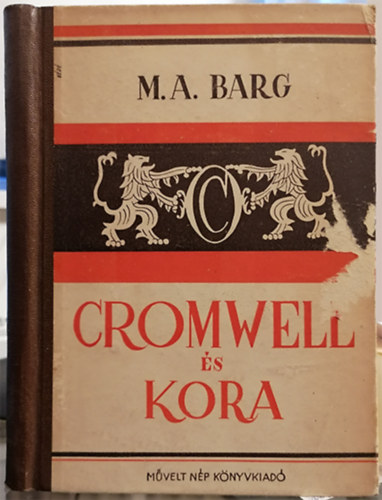 M. A. BARG
C
CROMWELL
ÉS
KORA
MŰVELT NÉP KÖNYVKIADÓ